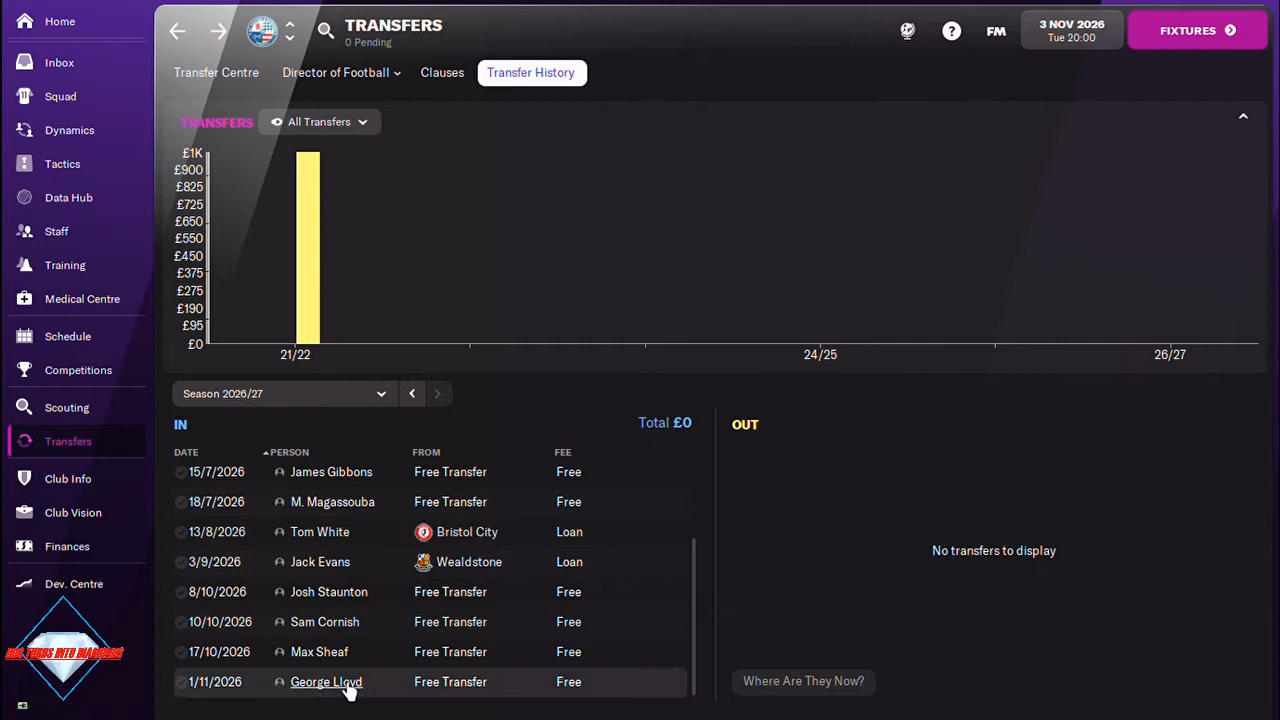 Home
Inbox
Squad
Dynamics
Tactics
Data Hub
Staff
Training
Medical Centre
Schedule
Competitions
Scouting
Transfers
Club Info
Club Vision
Finances
Dev. Centre
TURDS INTO DIAMONDS
TRANSFERS
0 Pending
?
FM
3 NOV 2026
Tue 20:00
FIXTURES
Transfer Centre Director of Football Clauses Transfer History
TRANSFERS All Transfers
£1K
£900
£825
£725
£650
£550
£450
£375
£275
£190
£95
£0
21/22 24/25 26/27
Season 2026/27
IN Total £0
DATE PERSON FROM FEE
15/7/2026 James Gibbons Free Transfer Free
18/7/2026 M. Magassouba Free Transfer Free
13/8/2026 Tom White Bristol City Loan
3/9/2026 Jack Evans Wealdstone Loan
8/10/2026 Josh Staunton Free Transfer Free
10/10/2026 Sam Cornish Free Transfer Free
17/10/2026 Max Sheaf Free Transfer Free
1/11/2026 George Lloyd Free Transfer Free
OUT
No transfers to display
Where Are They Now?